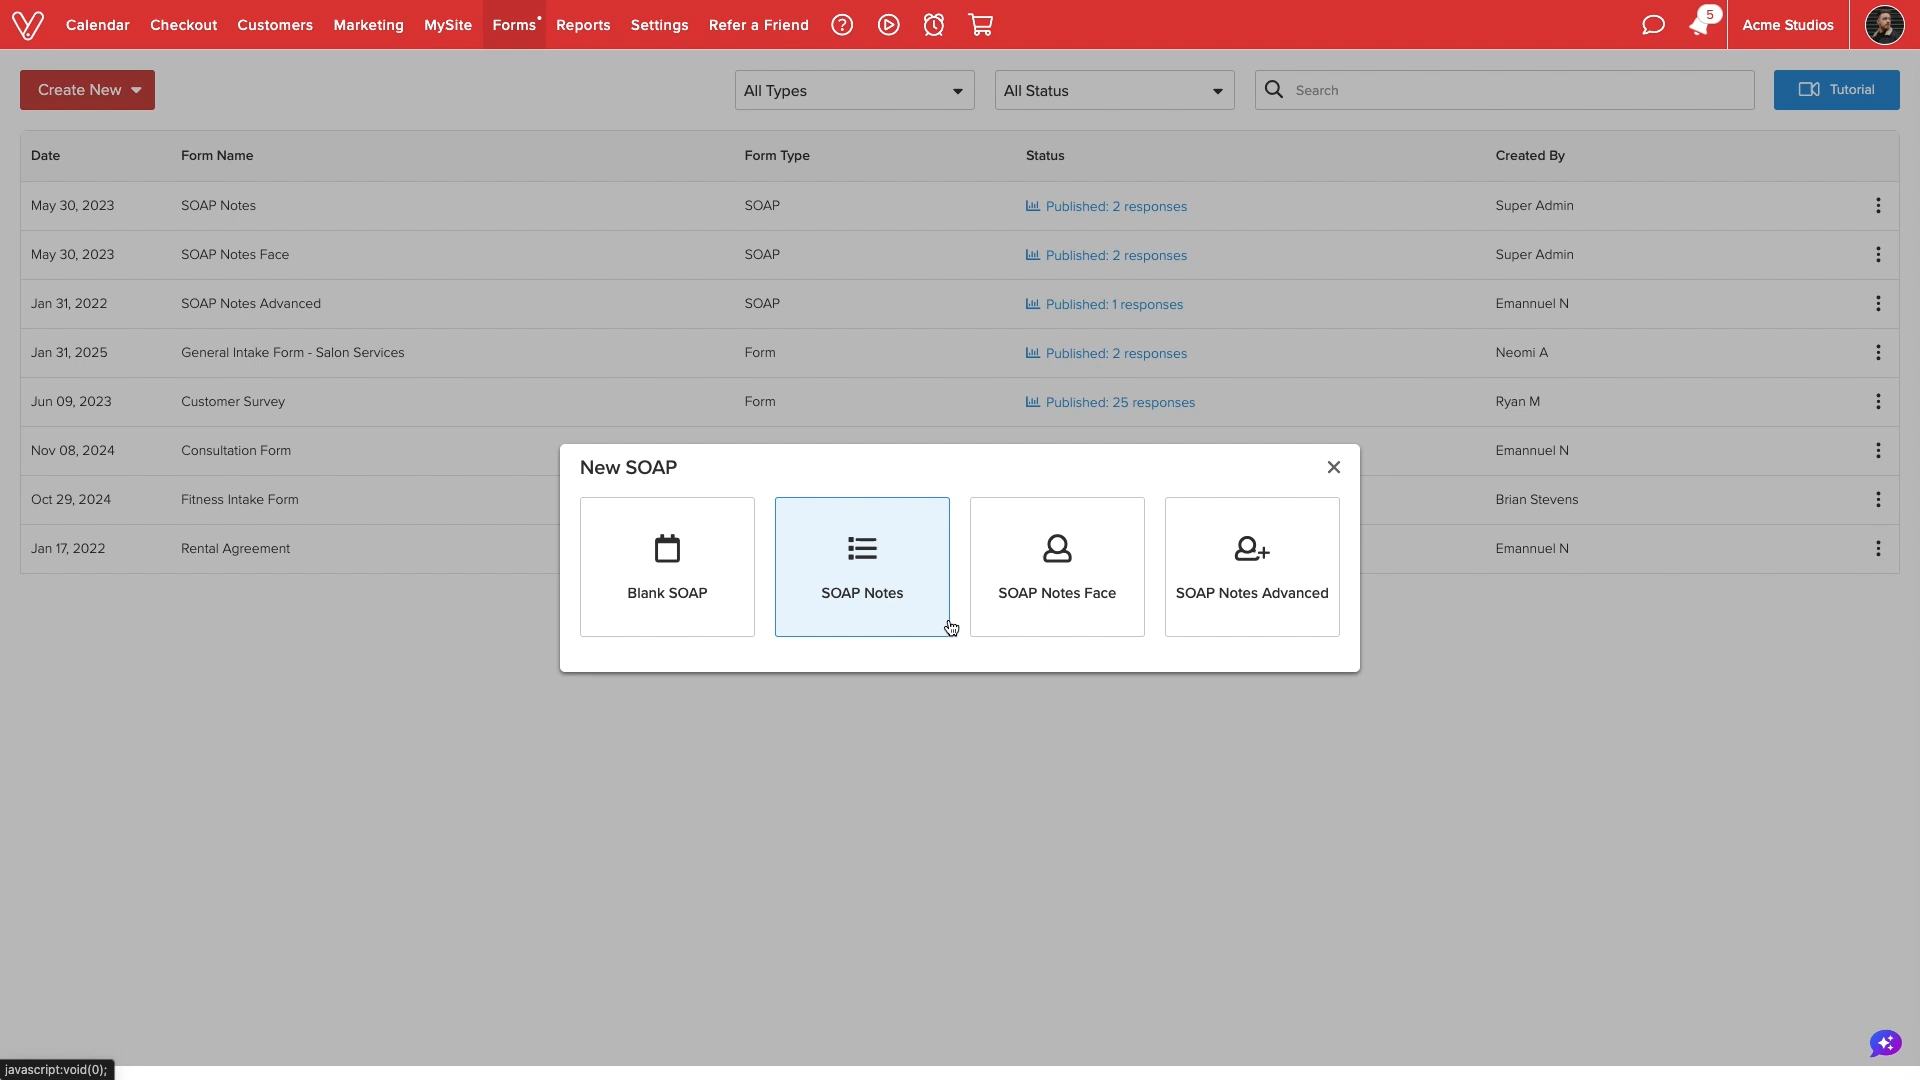 Calendar Checkout Customers Marketing MySite Forms Reports Settings Refer a Friend 5 Acme Studios
Create New All Types All Status Search Tutorial
Date Form Name Form Type Status Created By
May 30, 2023 SOAP Notes SOAP Published: 2 responses Super Admin
May 30, 2023 SOAP Notes Face SOAP Published: 2 responses Super Admin
Jan 31, 2022 SOAP Notes Advanced SOAP Published: 1 responses Emannuel N
Jan 31, 2025 General Intake Form - Salon Services Form Published: 2 responses Neomi A
Jun 09, 2023 Customer Survey Form Published: 25 responses Ryan M
Nov 08, 2024 Consultation Form Emannuel N
Oct 29, 2024 Fitness Intake Form Brian Stevens
Jan 17, 2022 Rental Agreement Emannuel N
New SOAP
Blank SOAP SOAP Notes SOAP Notes Face SOAP Notes Advanced
javascript:void(0);